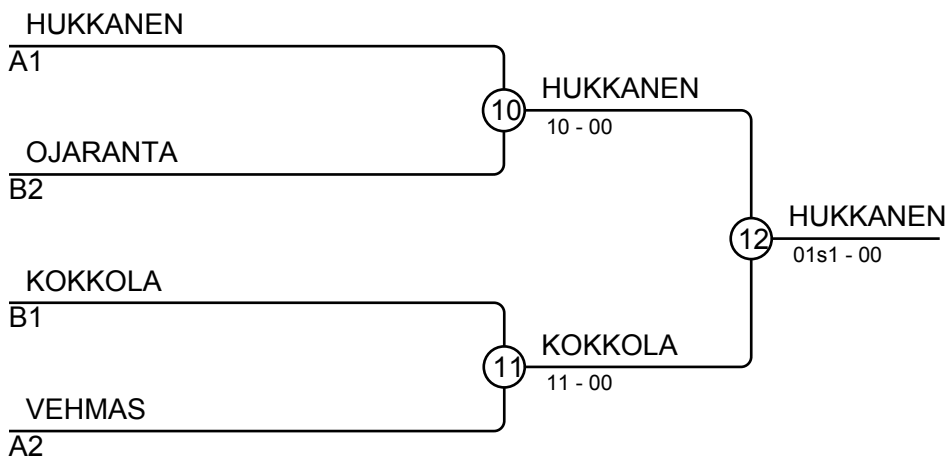 HUKKANEN
A1
10
HUKKANEN
10 - 00
OJARANTA
B2
12
HUKKANEN
01s1 - 00
KOKKOLA
B1
11
KOKKOLA
11 - 00
VEHMAS
A2